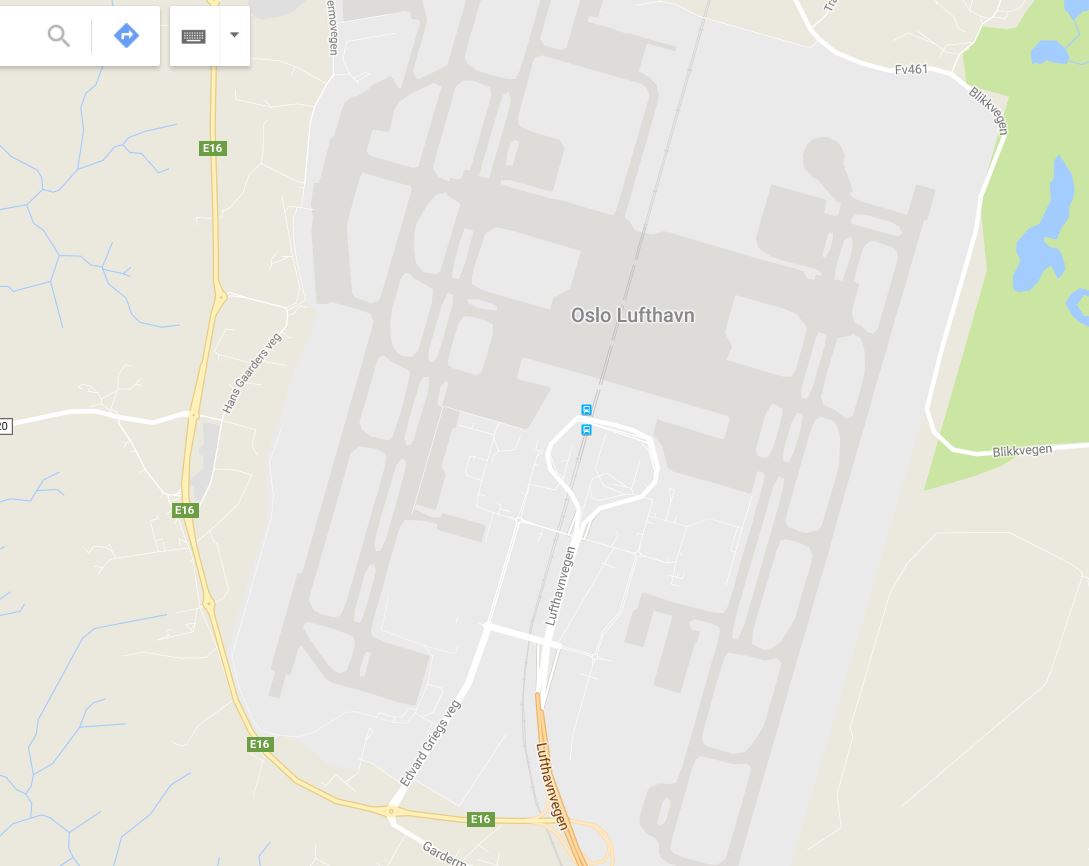 ermovegen
Fv461
Blikkvegen
E16
Oslo Lufthavn
Hans Gaarders veg
20
Blikkvegen
E16
Lufthavnvegen
Edvard Griegs veg
E16
Lufthavnvegen
E16
Garderm